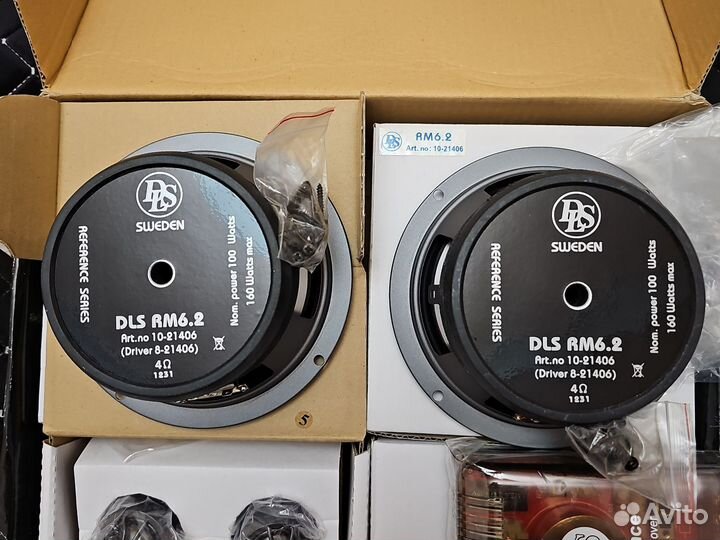 DLS
SWEDEN
REFERENCE SERIES
Nom. power 100 Watts
160 Watts max
DLS RM6.2
Art.no 10-21406
(Driver 8-21406)
4Ω
1231
5
DLS
RM6.2
Art. no: 10-21406
DLS
SWEDEN
REFERENCE SERIES
Nom. power 100 Watts
160 Watts max
DLS RM6.2
Art.no 10-21406
(Driver 8-21406)
4Ω
1231
Avito